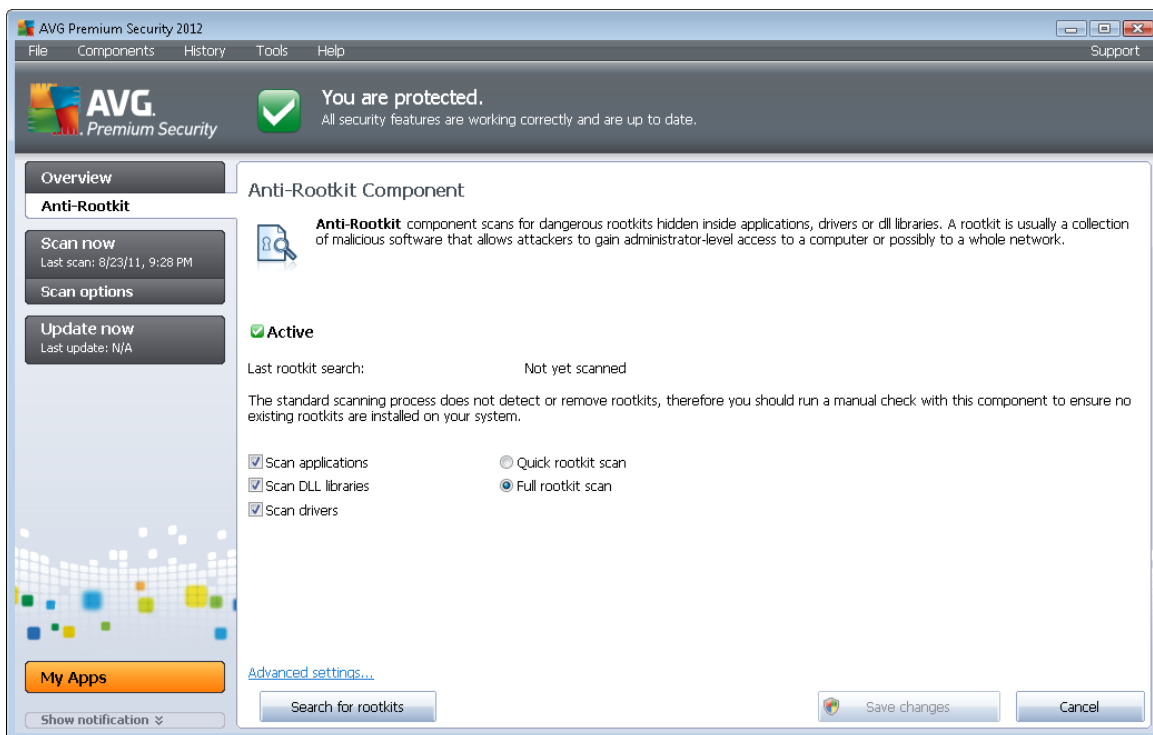 AVG Premium Security 2012
File Components History Tools Help Support
AVG.
Premium Security
You are protected.
All security features are working correctly and are up to date.
Overview
Anti-Rootkit
Scan now
Last scan: 8/23/11, 9:28 PM
Scan options
Update now
Last update: N/A
My Apps
Show notification
Anti-Rootkit Component
Anti-Rootkit component scans for dangerous rootkits hidden inside applications, drivers or dll libraries. A rootkit is usually a collection
of malicious software that allows attackers to gain administrator-level access to a computer or possibly to a whole network.
Active
Last rootkit search: Not yet scanned
The standard scanning process does not detect or remove rootkits, therefore you should run a manual check with this component to ensure no
existing rootkits are installed on your system.
Scan applications Quick rootkit scan
Scan DLL libraries Full rootkit scan
Scan drivers
Advanced settings...
Search for rootkits Save changes Cancel